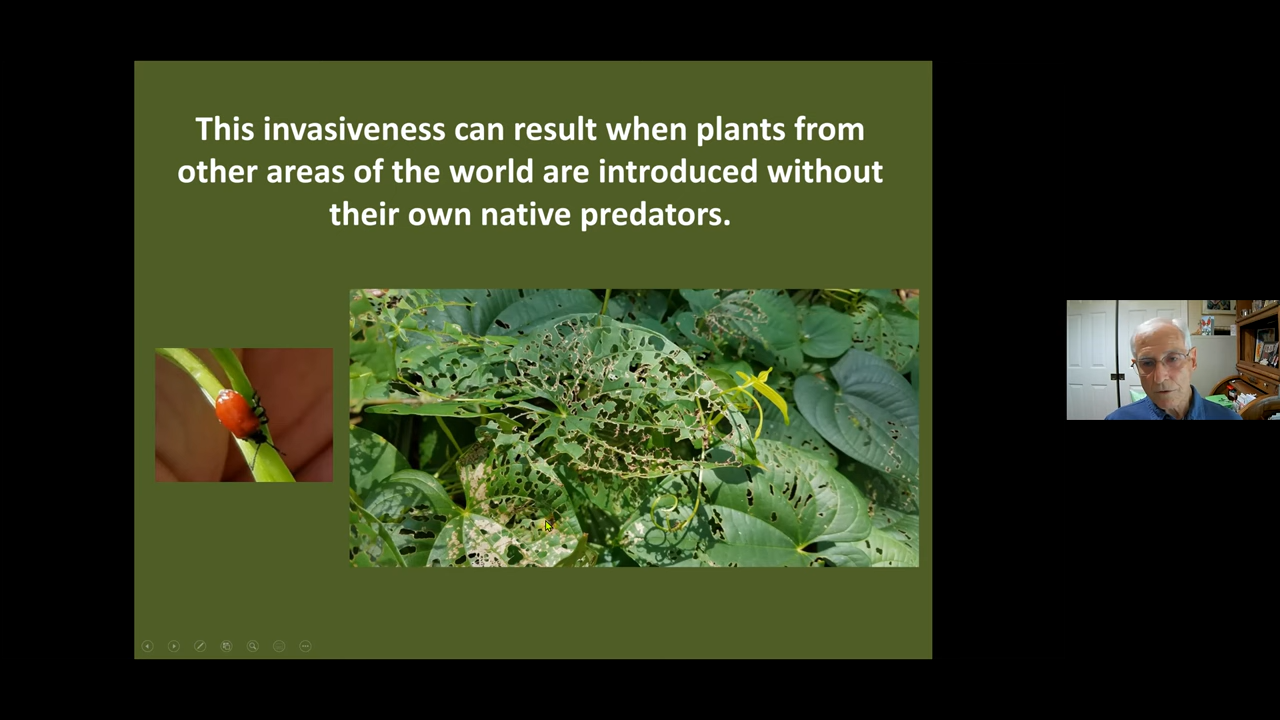 This invasiveness can result when plants from
other areas of the world are introduced without
their own native predators.